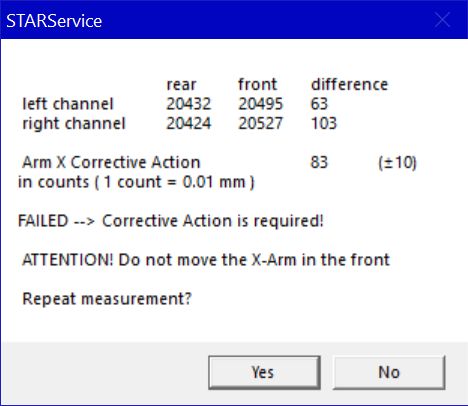 STARService
rear front difference
left channel 20432 20495 63
right channel 20424 20527 103
Arm X Corrective Action 83 (±10)
in counts ( 1 count = 0.01 mm )
FAILED --> Corrective Action is required!
ATTENTION! Do not move the X-Arm in the front
Repeat measurement?
Yes No